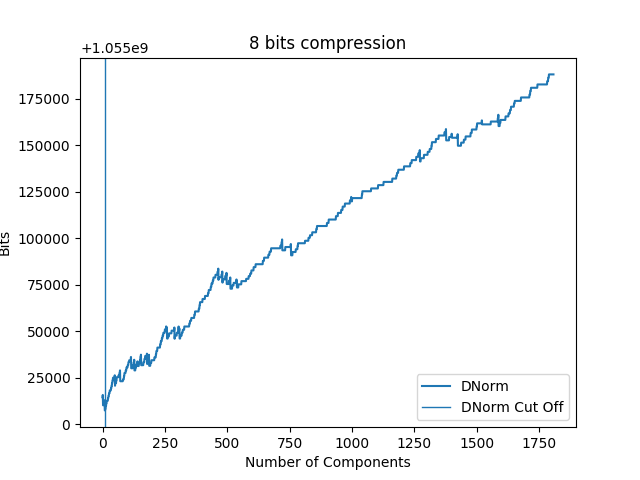 8 bits compression
+1.055e9
175000
150000
125000
100000
75000
50000
25000
0
Bits
0 250 500 750 1000 1250 1500 1750
Number of Components
DNorm
DNorm Cut Off